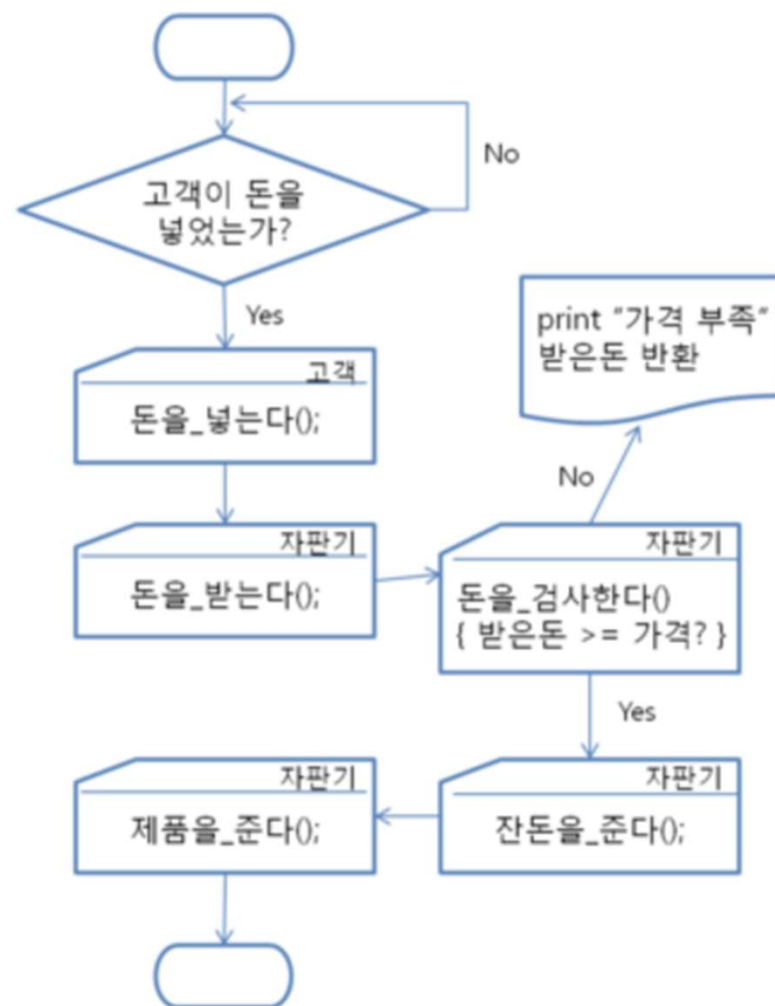 No
고객이 돈을
넣었는가?
Yes
고객
돈을_넣는다();
자판기
돈을_받는다();
print "가격 부족"
받은돈 반환
No
자판기
돈을_검사한다()
{ 받은돈 >= 가격? }
Yes
자판기
잔돈을_준다();
자판기
제품을_준다();